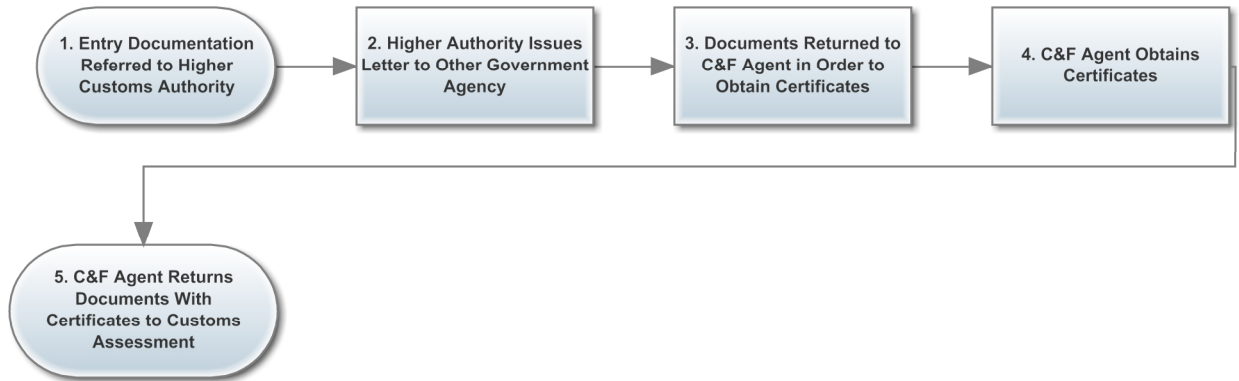 1. Entry Documentation
Referred to Higher
Customs Authority
2. Higher Authority Issues
Letter to Other Government
Agency
3. Documents Returned to
C&F Agent in Order to
Obtain Certificates
4. C&F Agent Obtains
Certificates
5. C&F Agent Returns
Documents With
Certificates to Customs
Assessment